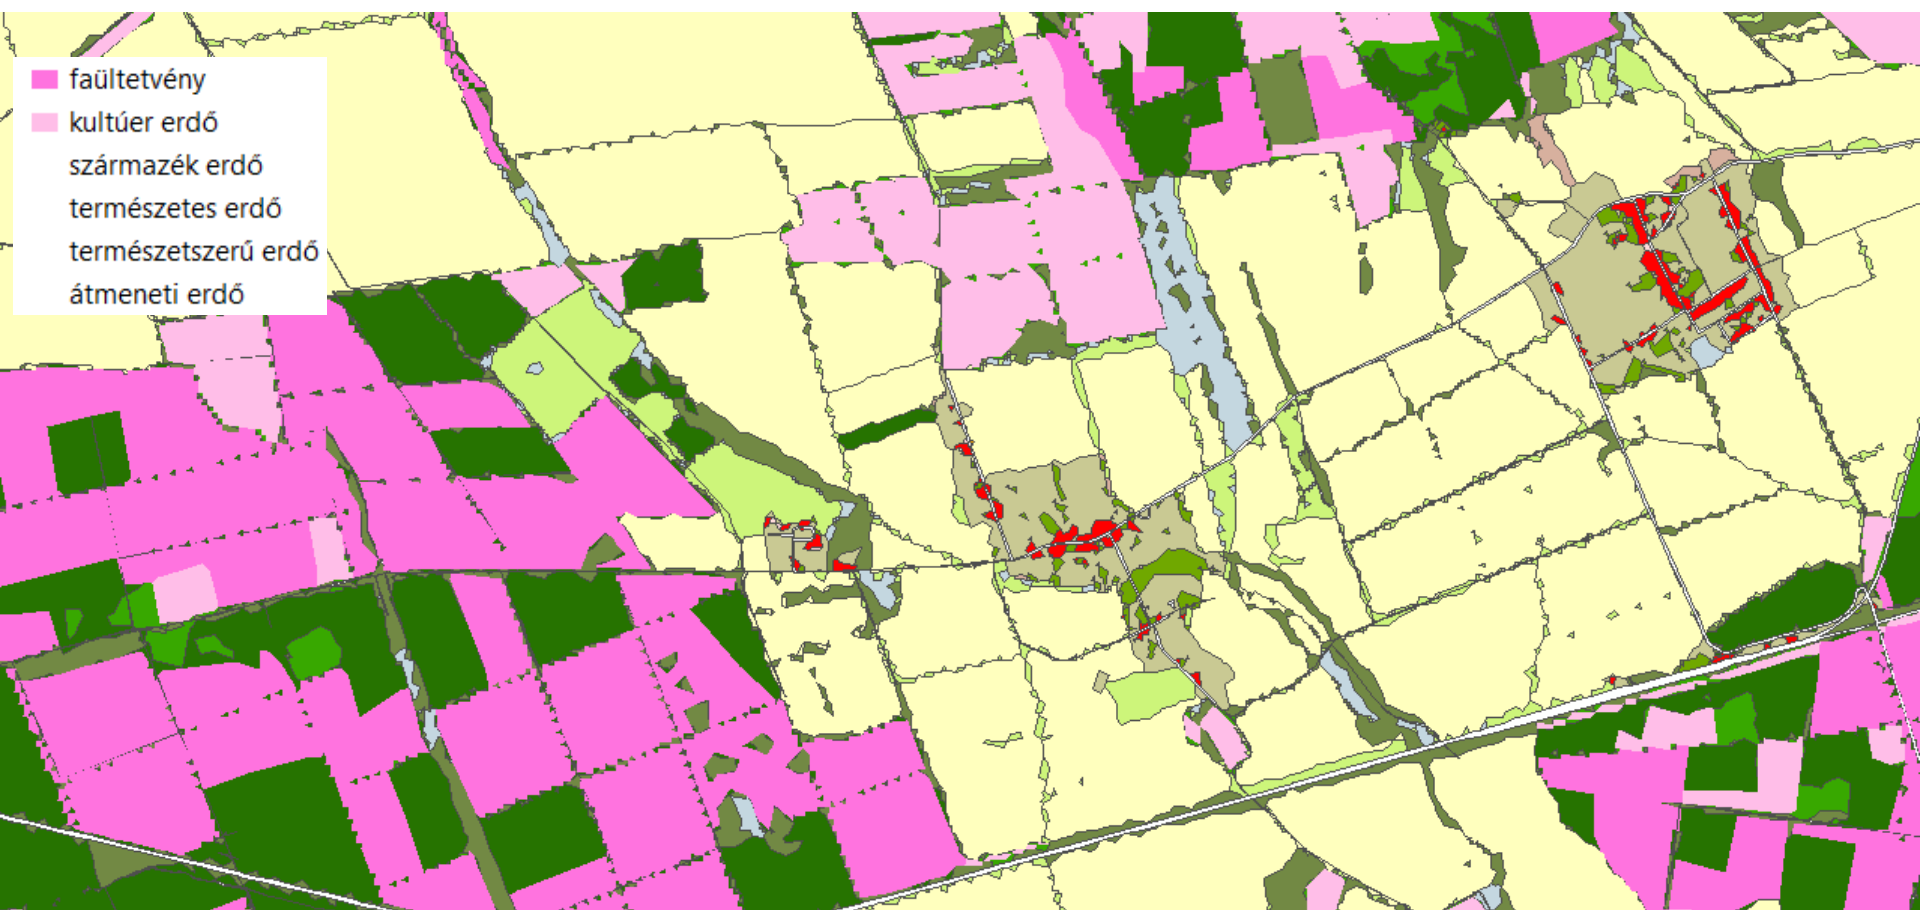 faültetvény
kultúer erdő
származék erdő
természetes erdő
természetszerű erdő
átmeneti erdő